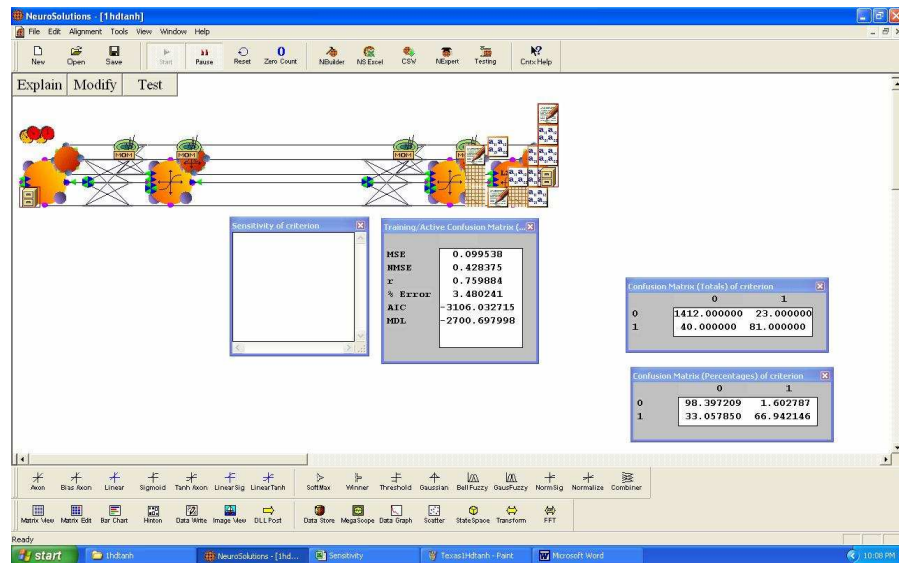 NeuroSolutions - [1hdtanh]
File Edit Alignment Tools View Window Help
New Open Save Start Pause Reset Zero Count NBuilder NS Excel CSW NExpert Testing Cntx Help
Explain Modify Test
MOM MOM MOM MOM
Sensitivity of criterion
Training/Active Confusion Matrix (...
MSE 0.099538
NMSE 0.428375
r 0.759884
% Error 3.480241
AIC -3106.032715
MDL -2700.697998
Confusion Matrix (Totals) of criterion
0 1
0 1412.000000 23.000000
1 40.000000 81.000000
Confusion Matrix (Percentages) of criterion
0 1
0 98.397209 1.602787
1 33.057850 66.942146
Axon Bias Axon Linear Sigmoid Tanh Axon LinearSig LinearTanh SoftMax Winner Threshold Gaussian BellFuzzy GausFuzzy NormSig Normalize Combiner
Matrix View Matrix Edit Bar Chart Hinton Data Write Image View DLL Post Data Store MegaScope Data Graph Scatter StateSpace Transform FFT
Ready
start 1hdtanh NeuroSolutions - [1hd... Sensitivity Texas1Hdtanh - Paint Microsoft Word 10:08 PM